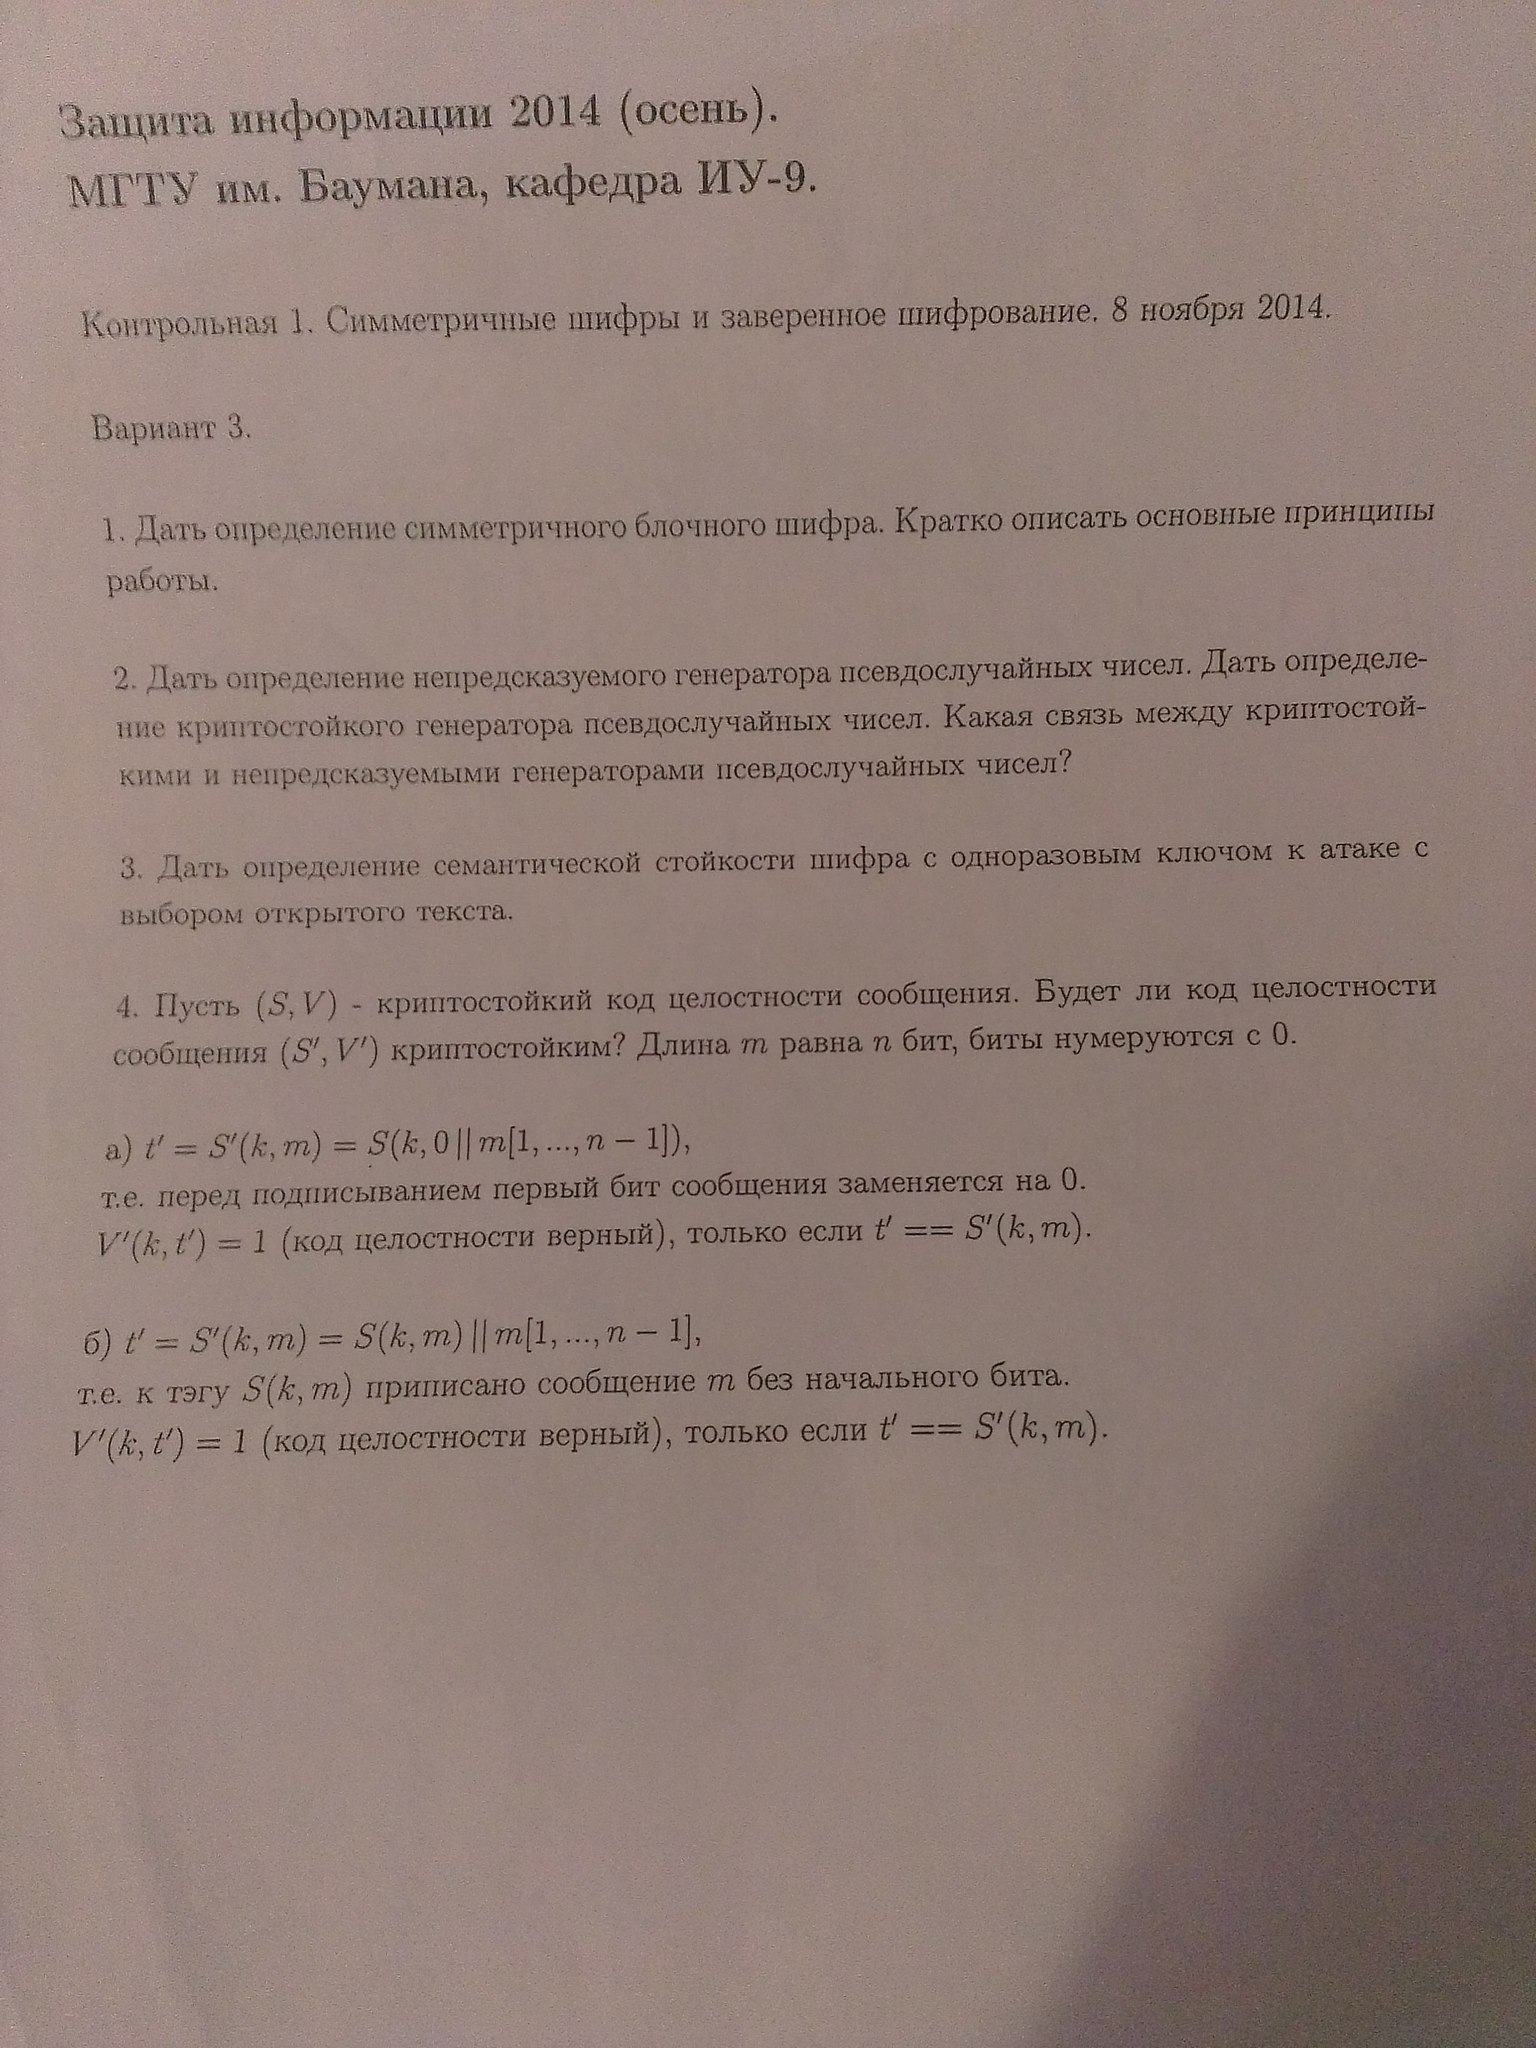 Защита информации 2014 (осень).
МГТУ им. Баумана, кафедра ИУ-9.
Контрольная 1. Симметричные шифры и заверенное шифрование. 8 ноября 2014.
Вариант 3.
1. Дать определение симметричного блочного шифра. Кратко описать основные принципы
работы.
2. Дать определение непредсказуемого генератора псевдослучайных чисел. Дать определе-
ние криптостойкого генератора псевдослучайных чисел. Какая связь между криптостой-
кими и непредсказуемыми генераторами псевдослучайных чисел?
3. Дать определение семантической стойкости шифра с одноразовым ключом к атаке с
выбором открытого текста.
4. Пусть (S, V) - криптостойкий код целостности сообщения. Будет ли код целостности
сообщения (S′, V′) криптостойким? Длина m равна n бит, биты нумеруются с 0.
а) t′ = S′(k, m) = S(k, 0 || m[1, ..., n − 1]),
т.е. перед подписыванием первый бит сообщения заменяется на 0.
V′(k, t′) = 1 (код целостности верный), только если t′ == S′(k, m).
б) t′ = S′(k, m) = S(k, m) || m[1, ..., n − 1],
т.е. к тэгу S(k, m) приписано сообщение m без начального бита.
V′(k, t′) = 1 (код целостности верный), только если t′ == S′(k, m).